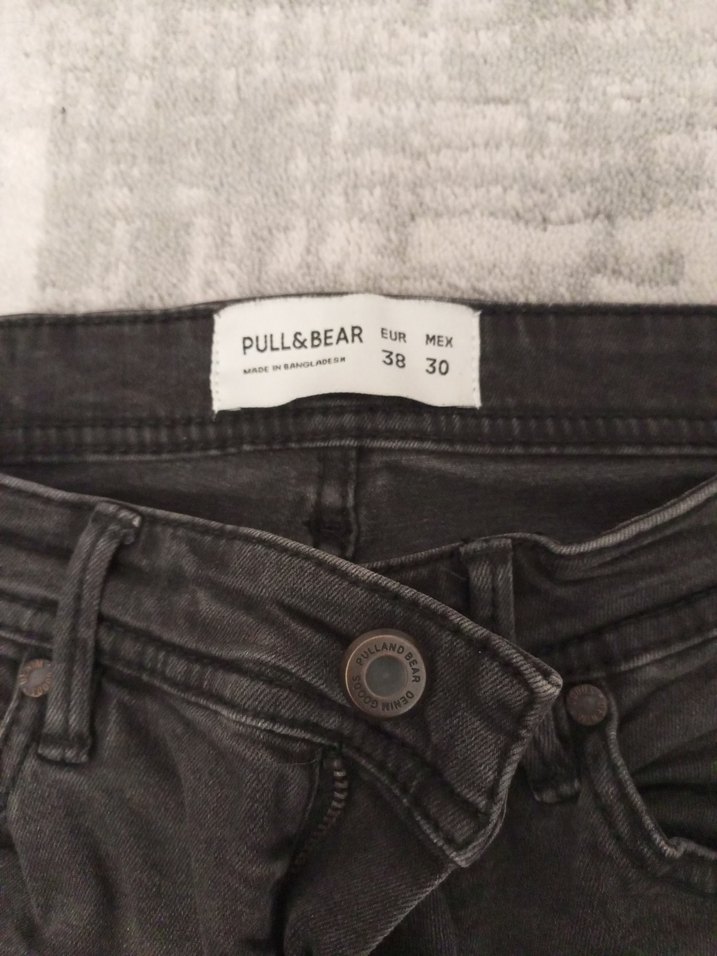 PULL&BEAR EUR MEX
MADE IN BANGLADESH 38 30
PULLAND BEAR DENIM GOODS